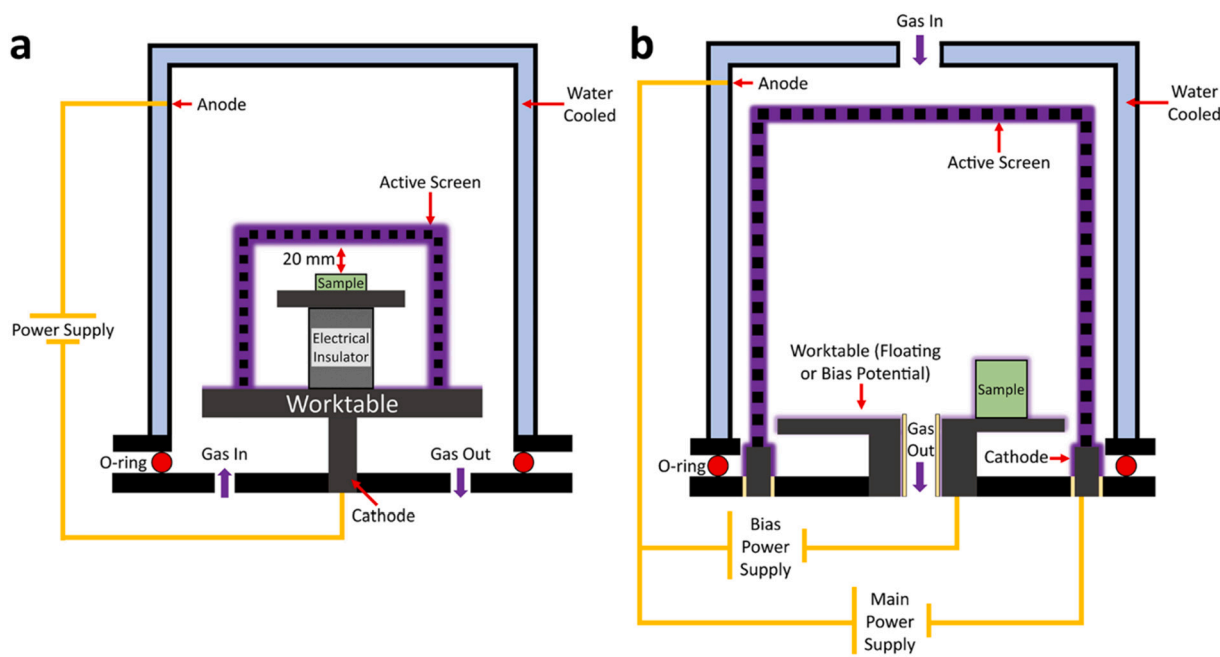 a
Anode
Water
Cooled
Active Screen
20 mm
Sample
Power Supply
Electrical
Insulator
Worktable
O-ring
Gas In
Gas Out
Cathode
b
Gas In
Anode
Water
Cooled
Active Screen
Worktable (Floating
or Bias Potential)
Sample
Gas
Out
O-ring
Cathode
Bias
Power
Supply
Main
Power
Supply